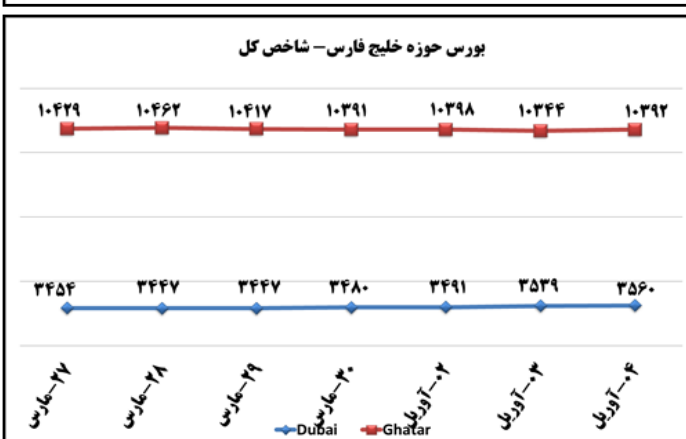 بورس حوزه خلیج فارس– شاخص کل
۱۰۴۲۹ ۱۰۴۶۲ ۱۰۴۱۷ ۱۰۳۹۱ ۱۰۳۹۸ ۱۰۳۴۴ ۱۰۳۹۲
۳۴۵۴ ۳۴۴۷ ۳۴۴۷ ۳۴۸۰ ۳۴۹۱ ۳۵۳۹ ۳۵۶۰
۲۷-مارس ۲۸-مارس ۲۹-مارس ۳۰-مارس ۰۲-آوریل ۰۳-آوریل ۰۴-آوریل
Dubai Ghatar